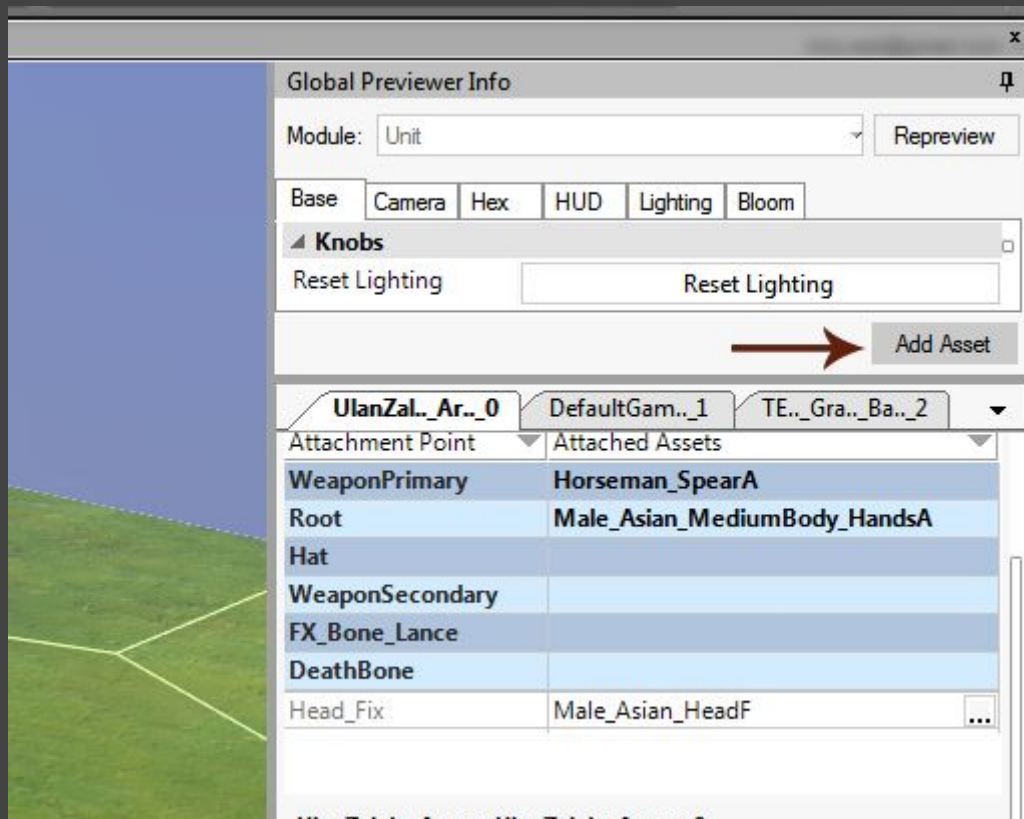 x
Global Previewer Info
Module: Unit Repreview
Base Camera Hex HUD Lighting Bloom
Knobs
Reset Lighting Reset Lighting
Add Asset
UlanZal.._Ar.._0 DefaultGam.._1 TE.._Gra.._Ba.._2
Attachment Point Attached Assets
WeaponPrimary Horseman_SpearA
Root Male_Asian_MediumBody_HandsA
Hat
WeaponSecondary
FX_Bone_Lance
DeathBone
Head_Fix Male_Asian_HeadF ...